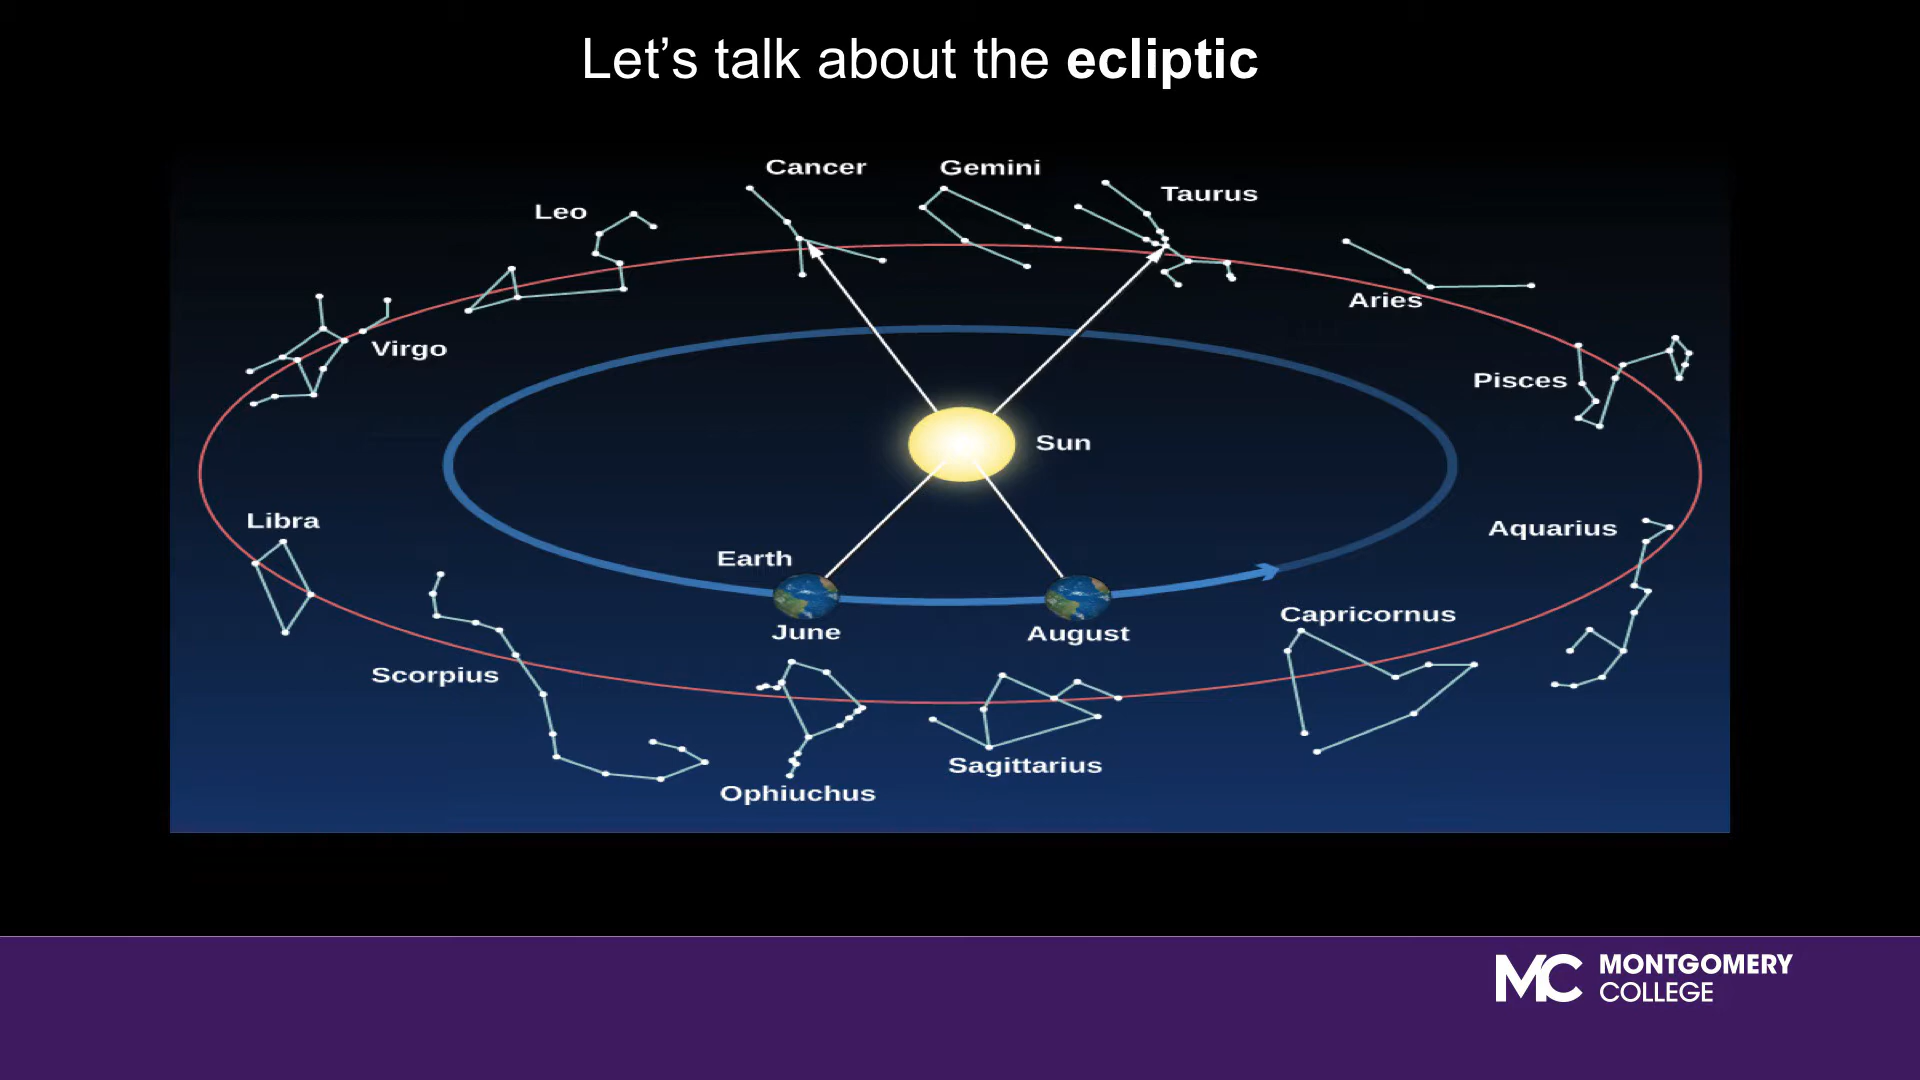 Let’s talk about the ecliptic
Cancer
Gemini
Taurus
Leo
Aries
Virgo
Pisces
Sun
Libra
Aquarius
Earth
Capricornus
June
August
Scorpius
Sagittarius
Ophiuchus
MC
MONTGOMERY
COLLEGE